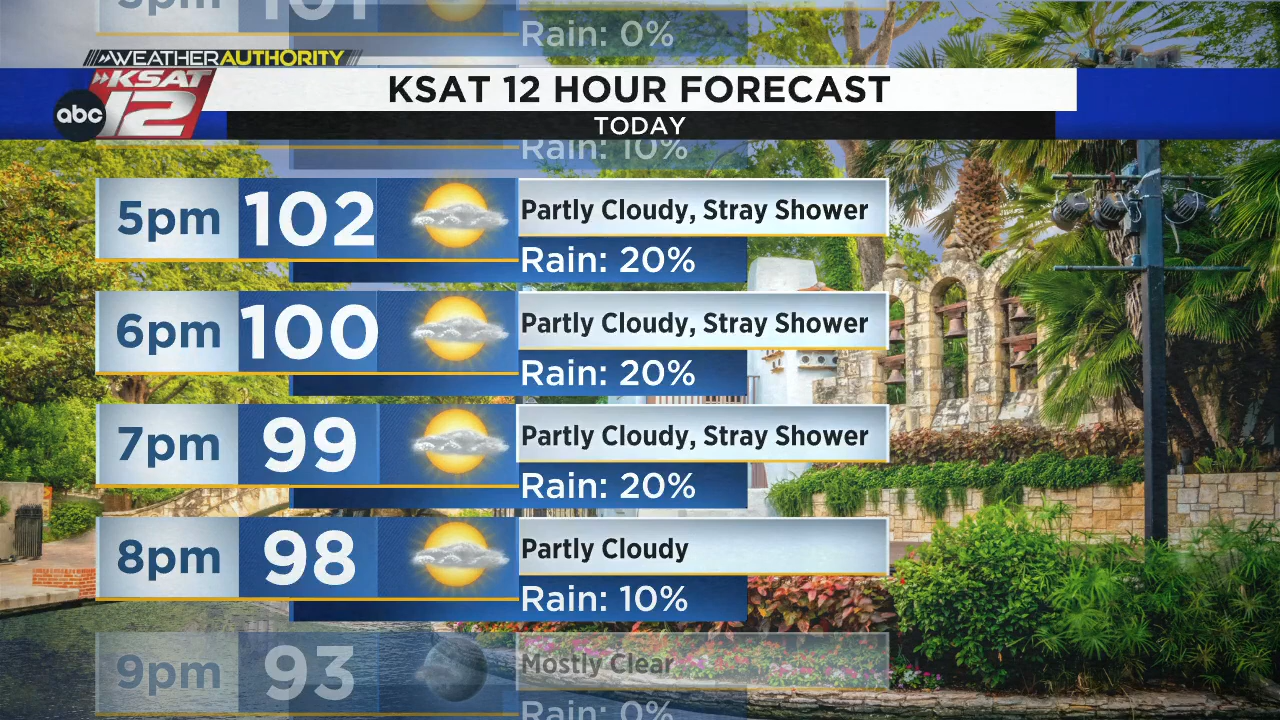 3pm 101
Rain: 0%
WEATHERAUTHORITY
KSAT
abc 12
KSAT 12 HOUR FORECAST
TODAY
Rain: 10%
5pm 102 Partly Cloudy, Stray Shower
Rain: 20%
6pm 100 Partly Cloudy, Stray Shower
Rain: 20%
7pm 99 Partly Cloudy, Stray Shower
Rain: 20%
8pm 98 Partly Cloudy
Rain: 10%
9pm 93 Mostly Clear
Rain: 0%